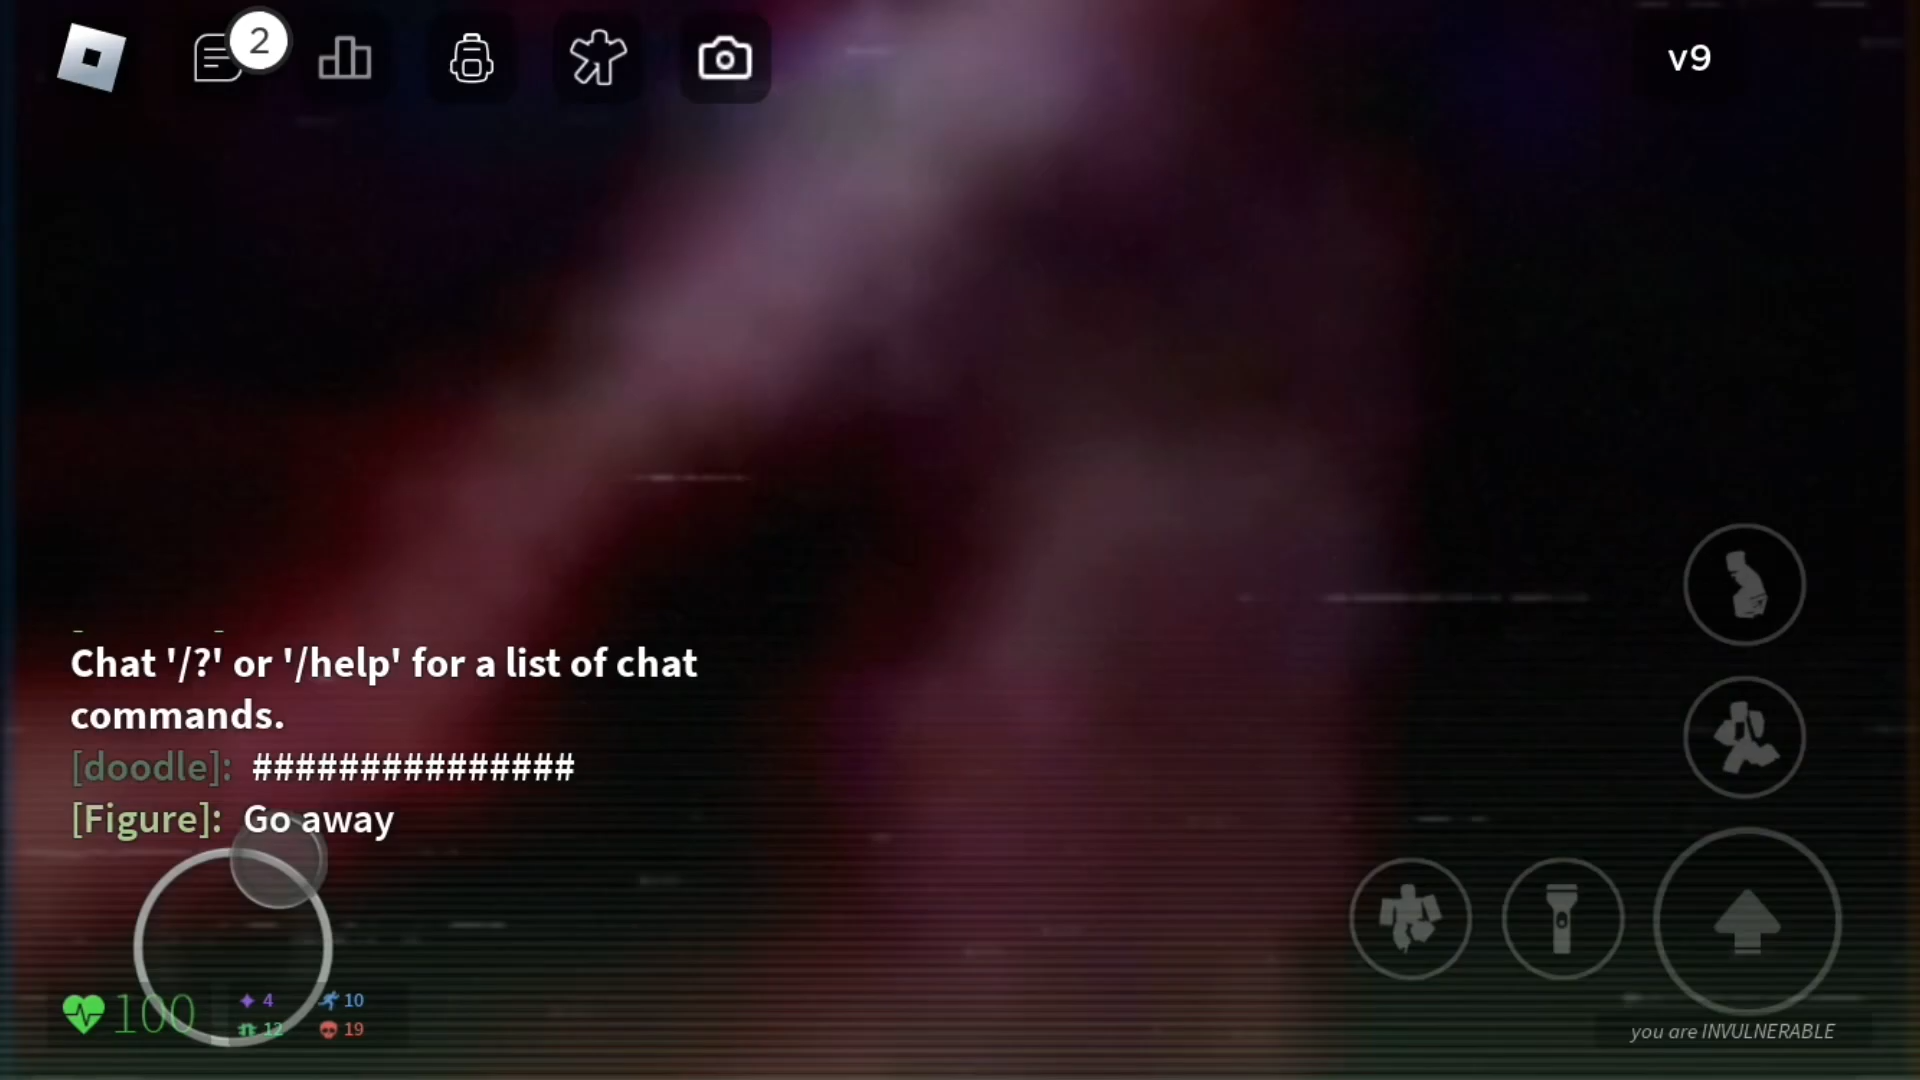 2
v9
Chat '/?' or '/help' for a list of chat
commands.
[doodle]: ###############
[Figure]: Go away
100
4
10
12
19
you are INVULNERABLE